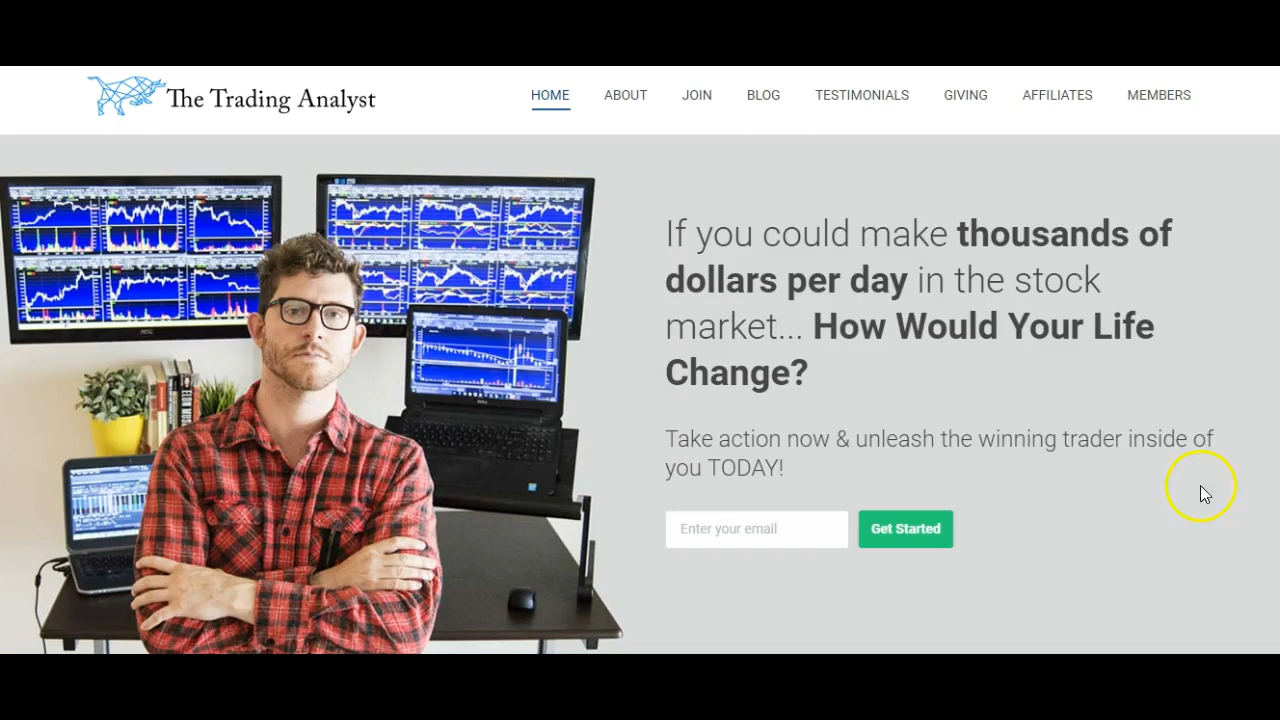 The Trading Analyst
HOME ABOUT JOIN BLOG TESTIMONIALS GIVING AFFILIATES MEMBERS
If you could make thousands of
dollars per day in the stock
market... How Would Your Life
Change?
Take action now & unleash the winning trader inside of
you TODAY!
Enter your email Get Started
ELON MUSK